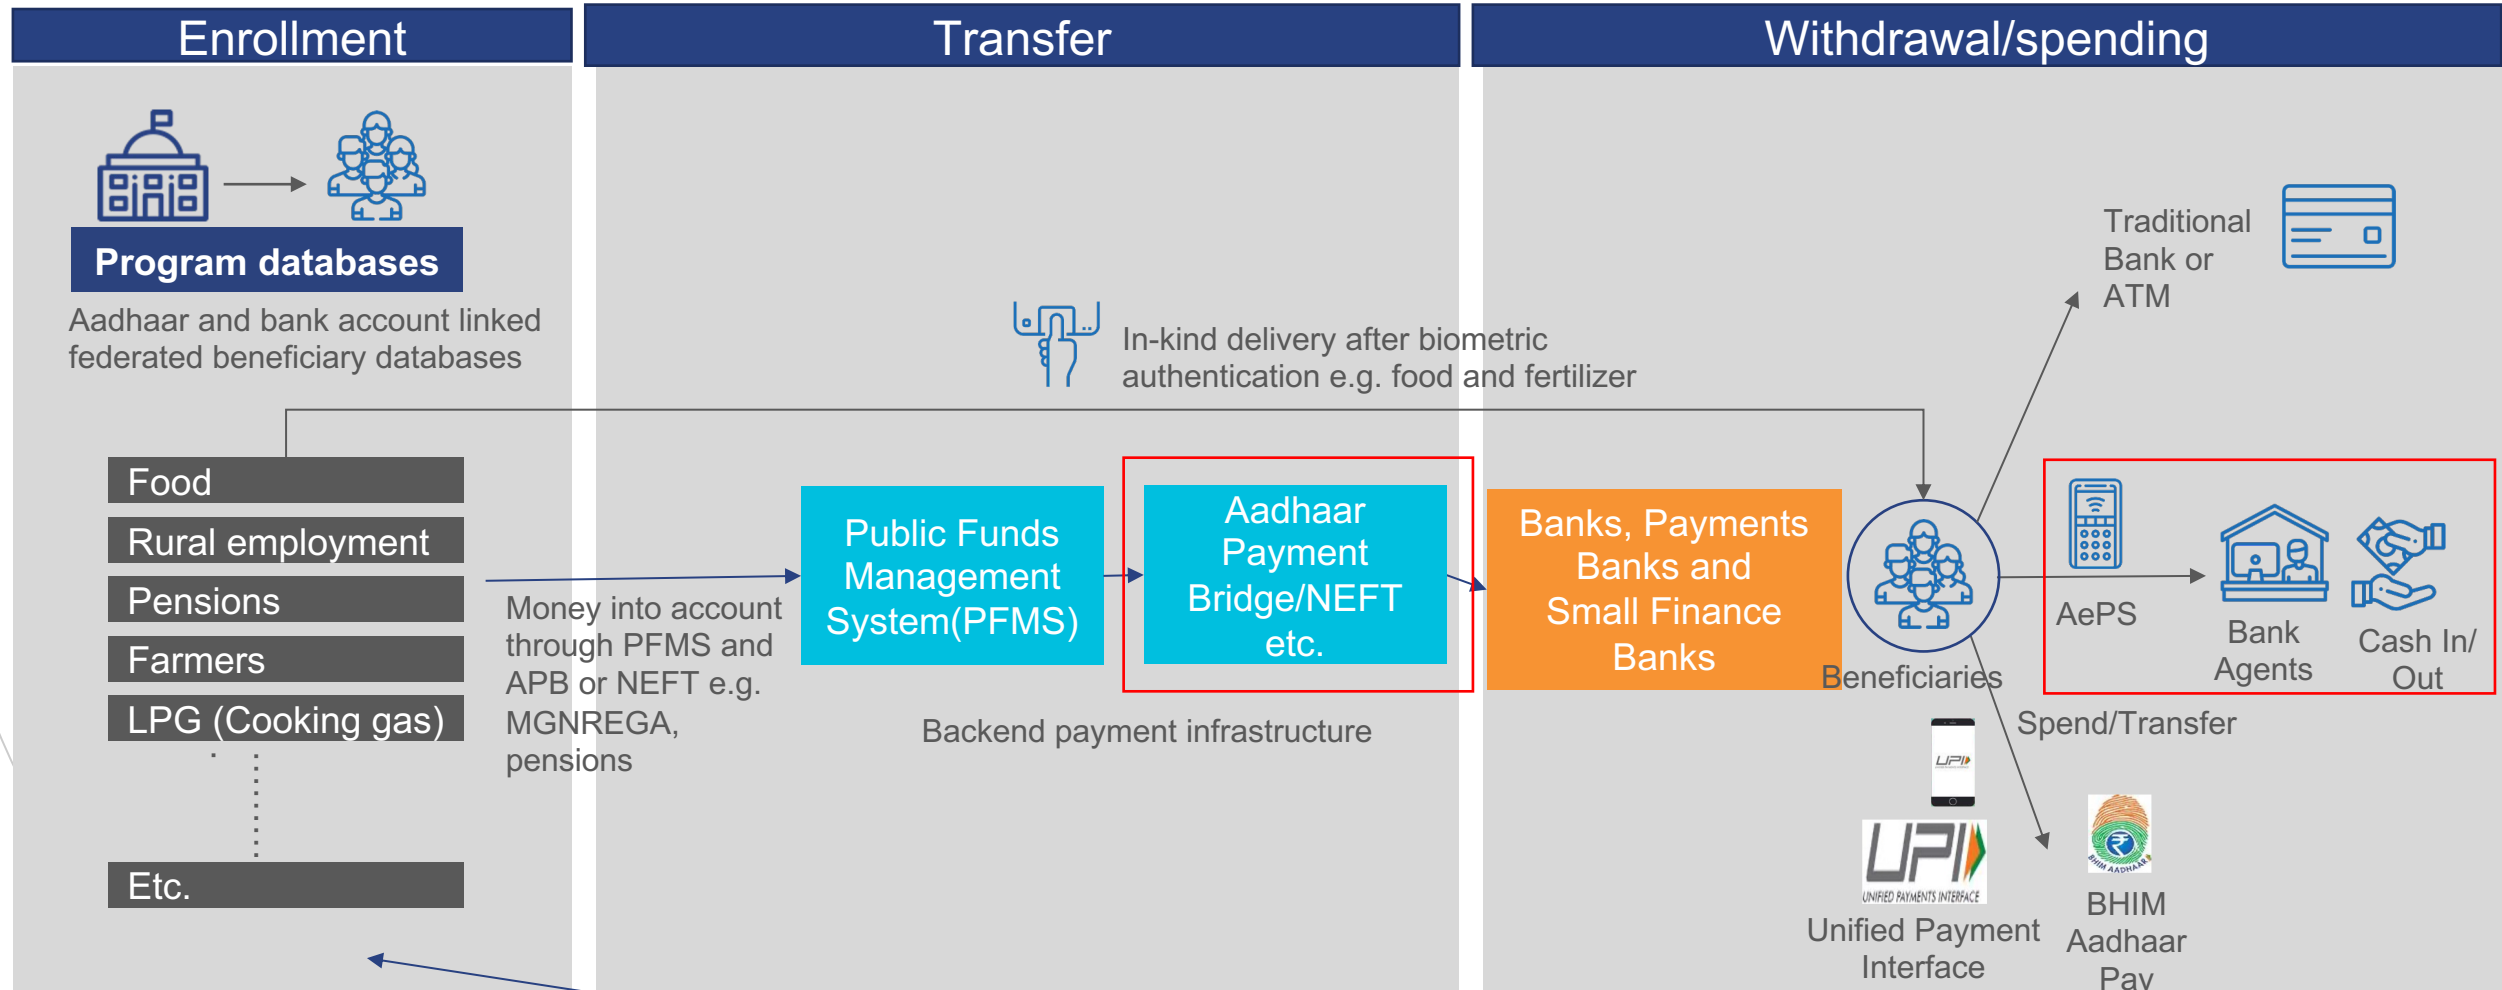 Enrollment
Transfer
Withdrawal/spending
Program databases
Aadhaar and bank account linked
federated beneficiary databases
Food
Rural employment
Pensions
Farmers
LPG (Cooking gas)
Etc.
In-kind delivery after biometric
authentication e.g. food and fertilizer
Money into account
through PFMS and
APB or NEFT e.g.
MGNREGA,
pensions
Public Funds
Management
System(PFMS)
Aadhaar
Payment
Bridge/NEFT
etc.
Backend payment infrastructure
Banks, Payments
Banks and
Small Finance
Banks
Beneficiaries
Traditional
Bank or
ATM
AePS
Bank
Agents
Cash In/
Out
Spend/Transfer
UPI
UPI
UNIFIED PAYMENTS INTERFACE
Unified Payment
Interface
BHIM AADHAAR
BHIM
Aadhaar
Pay